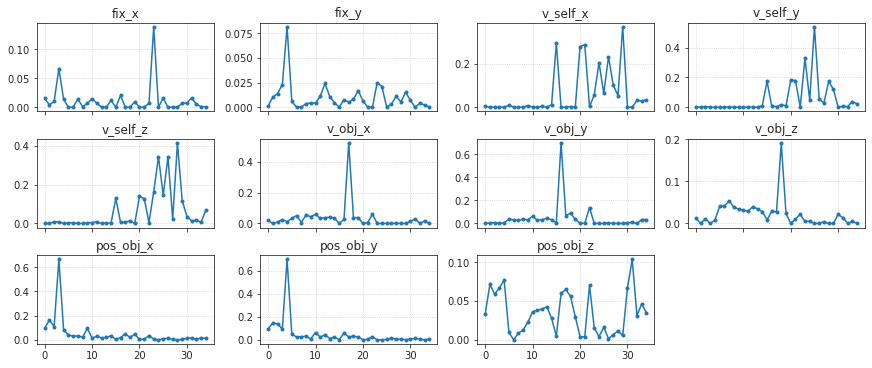 fix_x fix_y v_self_x v_self_y
0.10 0.05 0.00
0.075 0.050 0.025 0.000
0.2 0.0
0.4 0.2 0.0
v_self_z v_obj_x v_obj_y v_obj_z
0.4 0.2 0.0
0.4 0.2 0.0
0.6 0.4 0.2 0.0
0.2 0.1 0.0
pos_obj_x pos_obj_y pos_obj_z
0.6 0.4 0.2 0.0
0.6 0.4 0.2 0.0
0.10 0.05 0.00
0 10 20 30
0 10 20 30
0 10 20 30